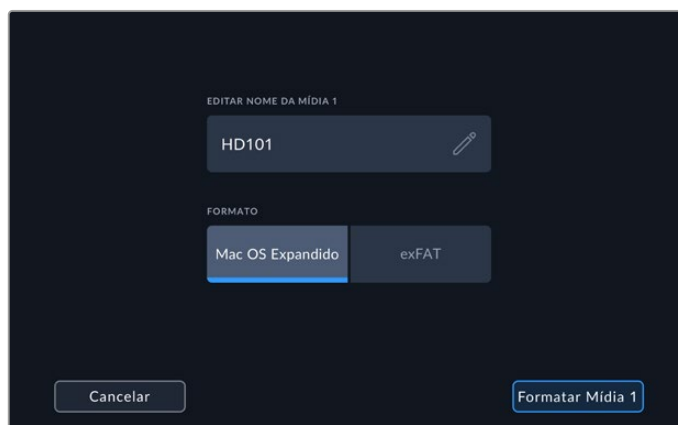 EDITAR NOME DA MÍDIA 1
HD101
FORMATO
Mac OS Expandido exFAT
Cancelar Formatar Mídia 1